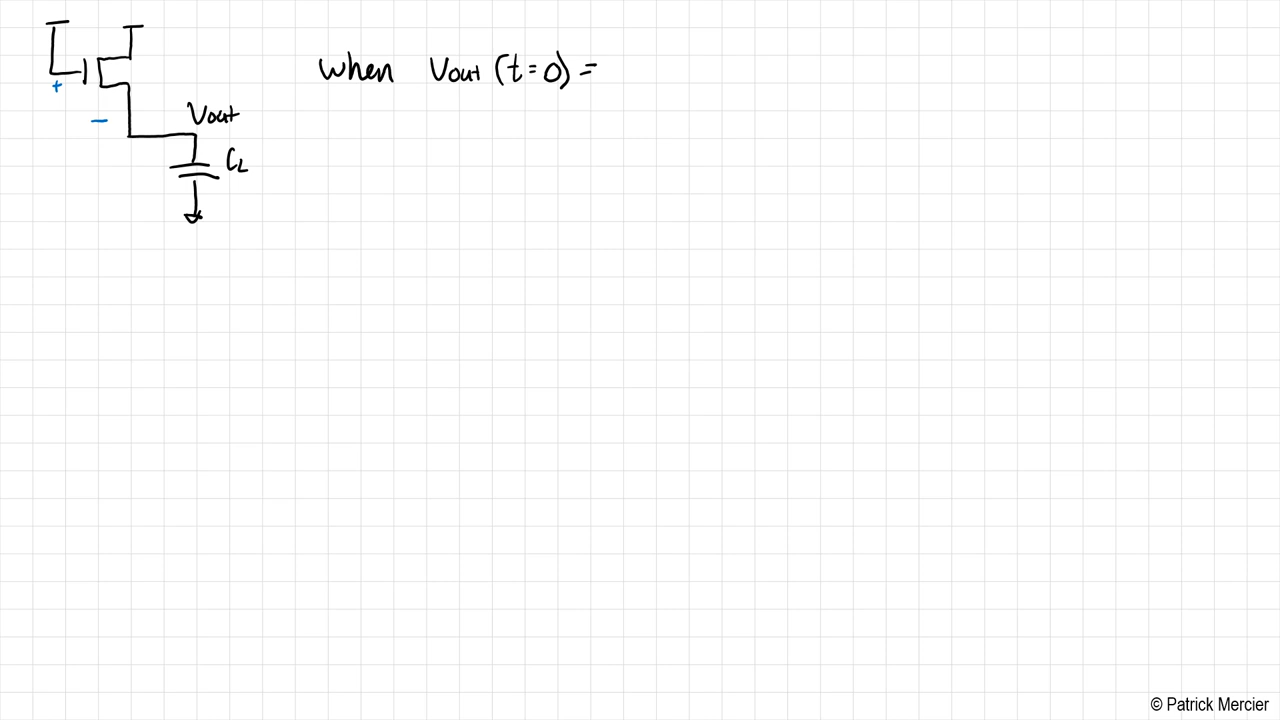 when Vout (t=0) =
+
−
Vout
CL
© Patrick Mercier